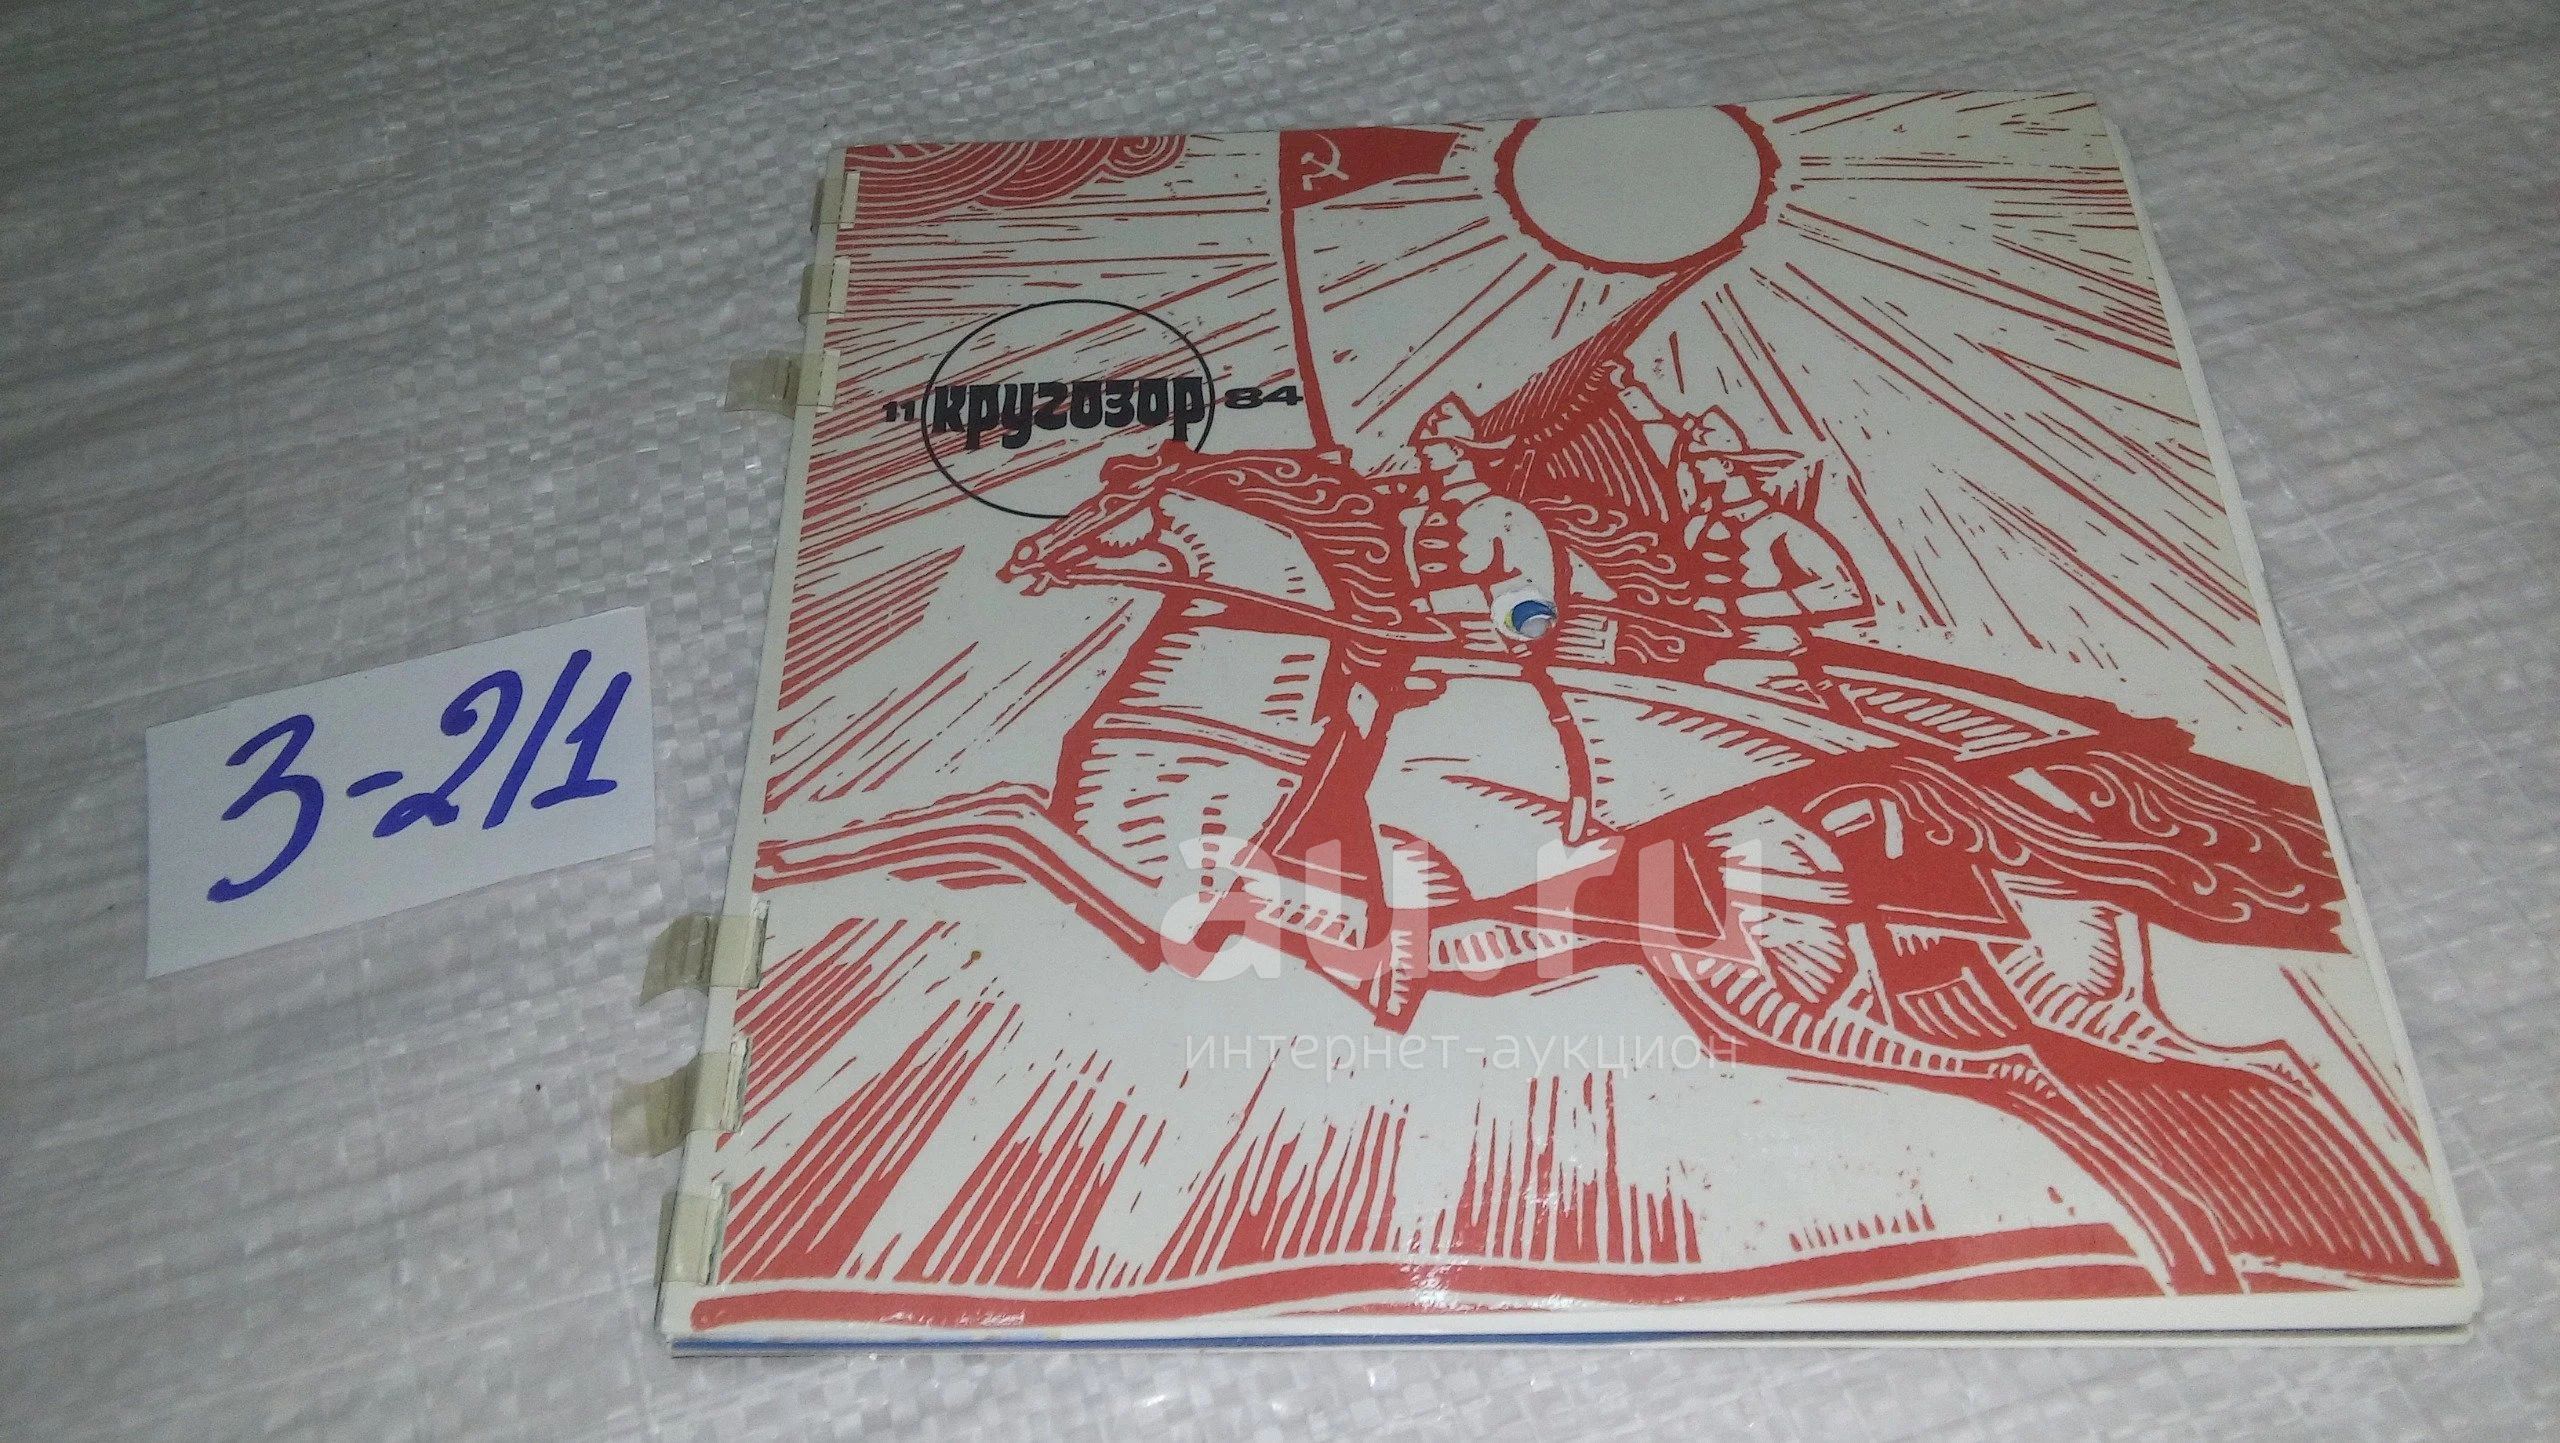 11 кругозор 84
3-2/1
au.ru
интернет-аукцион